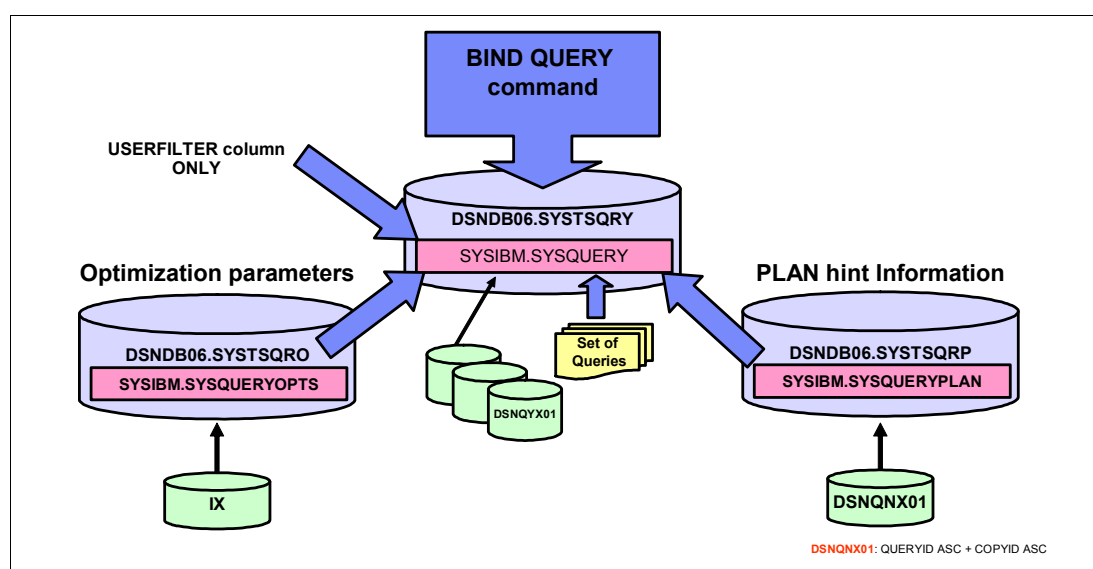 BIND QUERY
command
USERFILTER column
ONLY
DSNDB06.SYSTSQRY
SYSIBM.SYSQUERY
Optimization parameters
PLAN hint Information
DSNDB06.SYSTSQRO
SYSIBM.SYSQUERYOPTS
Set of
Queries
DSNQYX01
DSNDB06.SYSTSQRP
SYSIBM.SYSQUERYPLAN
IX
DSNQNX01
DSNQNX01: QUERYID ASC + COPYID ASC